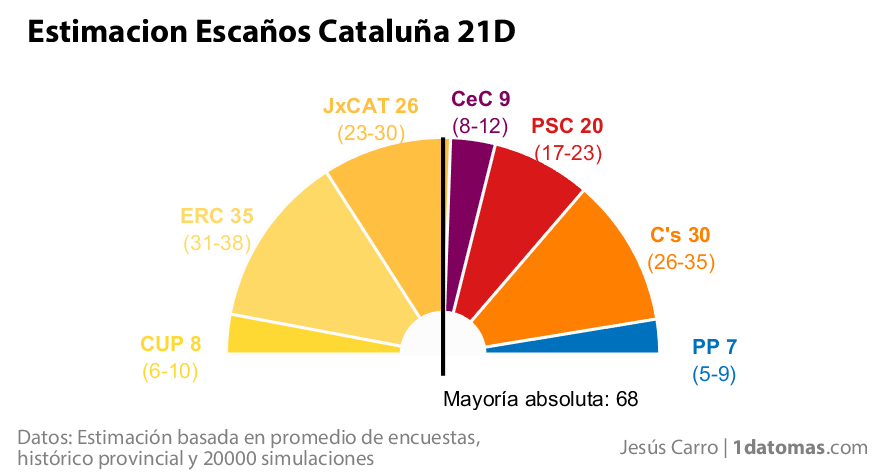 Estimacion Escaños Cataluña 21D
CeC 9
(8-12)
JxCAT 26
(23-30)
PSC 20
(17-23)
ERC 35
(31-38)
C's 30
(26-35)
CUP 8
(6-10)
PP 7
(5-9)
Mayoría absoluta: 68
Datos: Estimación basada en promedio de encuestas,
histórico provincial y 20000 simulaciones
Jesús Carro | 1datomas.com